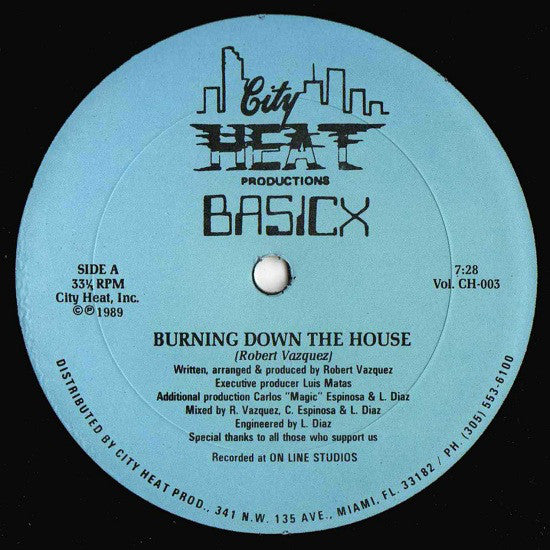 City
HEAT
PRODUCTIONS
BASICX
SIDE A
33⅓ RPM
City Heat, Inc.
©℗ 1989
7:28
Vol. CH-003
BURNING DOWN THE HOUSE
(Robert Vazquez)
Written, arranged & produced by Robert Vazquez
Executive producer Luis Matas
Additional production Carlos "Magic" Espinosa & L. Diaz
Mixed by R. Vazquez, C. Espinosa & L. Diaz
Engineered by L. Diaz
Special thanks to all those who support us
Recorded at ON LINE STUDIOS
DISTRIBUTED BY CITY HEAT PROD., 341 N.W. 135 AVE., MIAMI, FL. 33182 / PH. (305) 553-6100